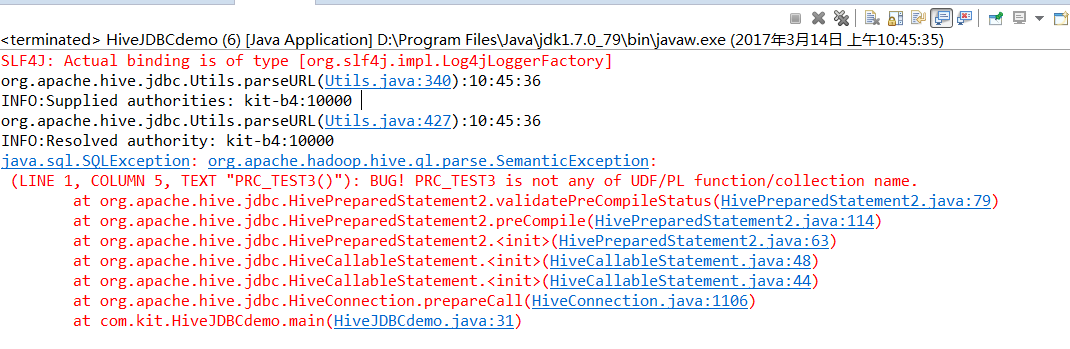 <terminated> HiveJDBCdemo (6) [Java Application] D:\Program Files\Java\jdk1.7.0_79\bin\javaw.exe (2017年3月14日 上午10:45:35)
SLF4J: Actual binding is of type [org.slf4j.impl.Log4jLoggerFactory]
org.apache.hive.jdbc.Utils.parseURL(Utils.java:340):10:45:36
INFO:Supplied authorities: kit-b4:10000
org.apache.hive.jdbc.Utils.parseURL(Utils.java:427):10:45:36
INFO:Resolved authority: kit-b4:10000
java.sql.SQLException: org.apache.hadoop.hive.ql.parse.SemanticException:
(LINE 1, COLUMN 5, TEXT "PRC_TEST3()"): BUG! PRC_TEST3 is not any of UDF/PL function/collection name.
at org.apache.hive.jdbc.HivePreparedStatement2.validatePreCompileStatus(HivePreparedStatement2.java:79)
at org.apache.hive.jdbc.HivePreparedStatement2.preCompile(HivePreparedStatement2.java:114)
at org.apache.hive.jdbc.HivePreparedStatement2.<init>(HivePreparedStatement2.java:63)
at org.apache.hive.jdbc.HiveCallableStatement.<init>(HiveCallableStatement.java:48)
at org.apache.hive.jdbc.HiveCallableStatement.<init>(HiveCallableStatement.java:44)
at org.apache.hive.jdbc.HiveConnection.prepareCall(HiveConnection.java:1106)
at com.kit.HiveJDBCdemo.main(HiveJDBCdemo.java:31)